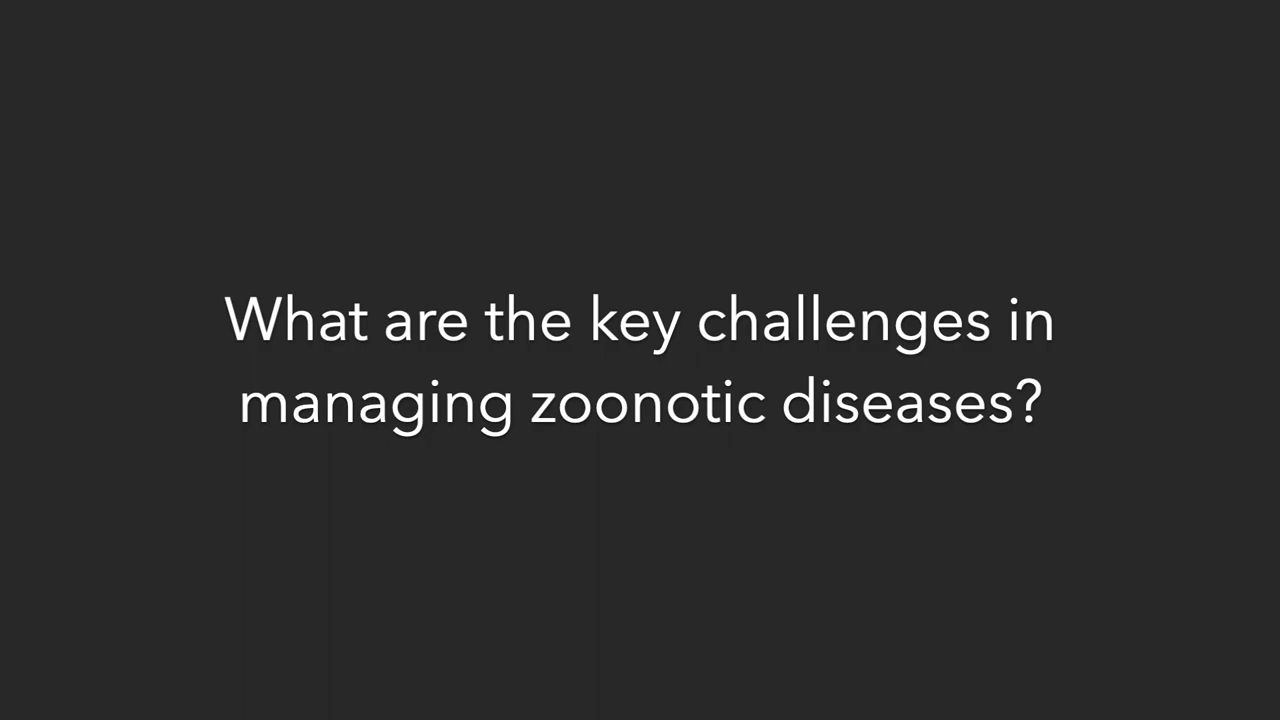 What are the key challenges in
managing zoonotic diseases?